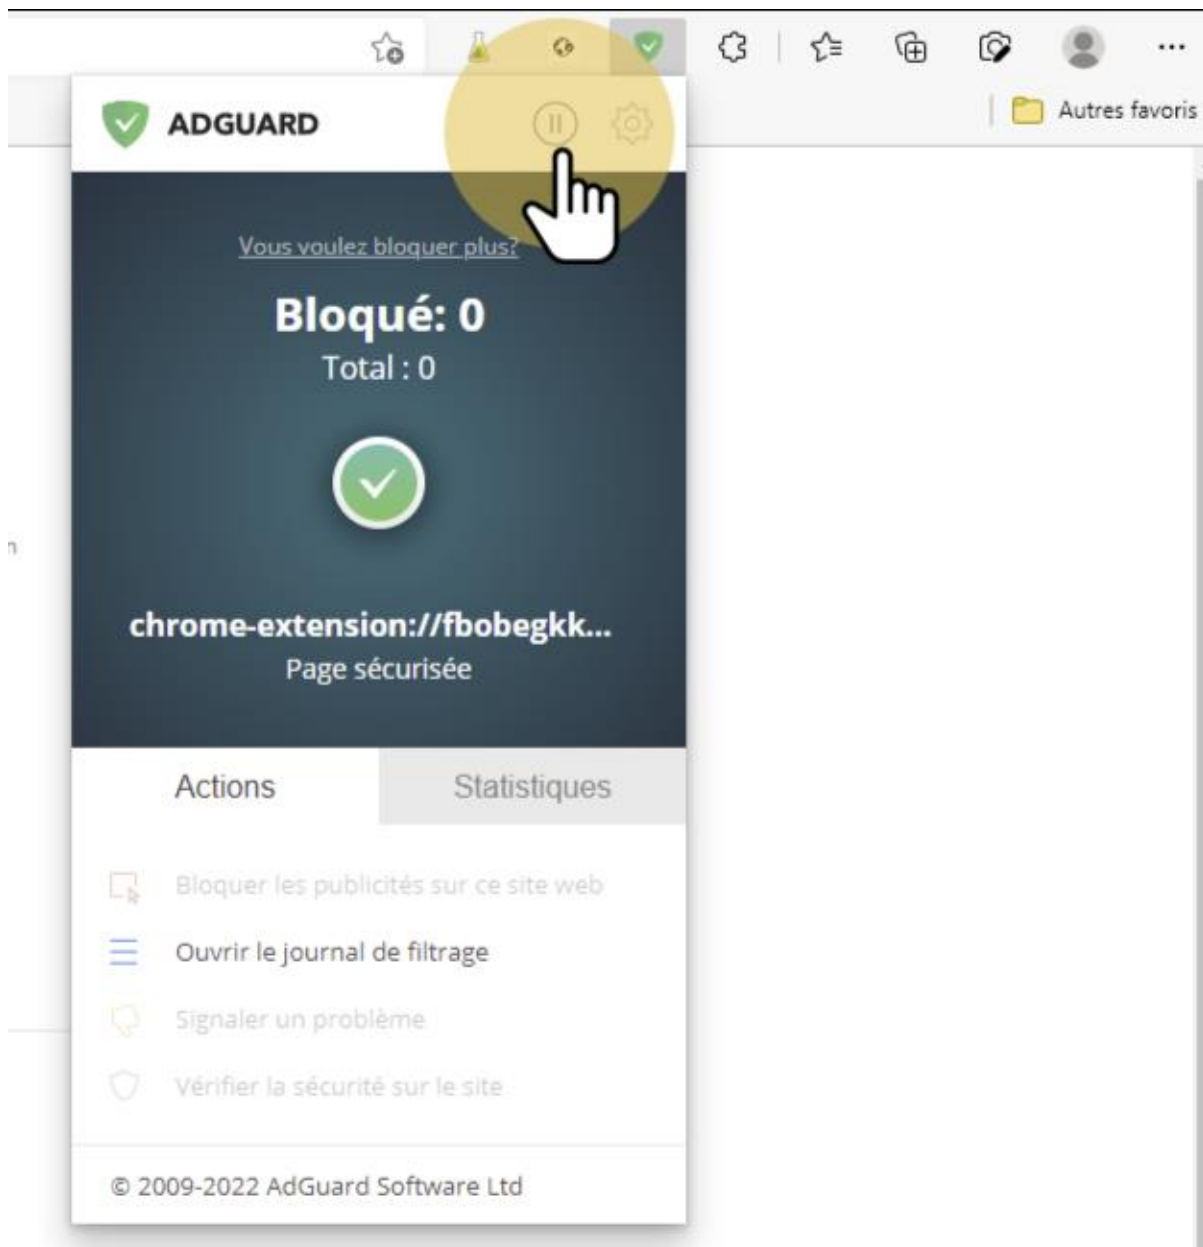 Autres favoris
ADGUARD
Vous voulez bloquer plus?
Bloqué: 0
Total : 0
n
chrome-extension://fbobegkk...
Page sécurisée
Actions
Statistiques
Bloquer les publicités sur ce site web
Ouvrir le journal de filtrage
Signaler un problème
Vérifier la sécurité sur le site
© 2009-2022 AdGuard Software Ltd